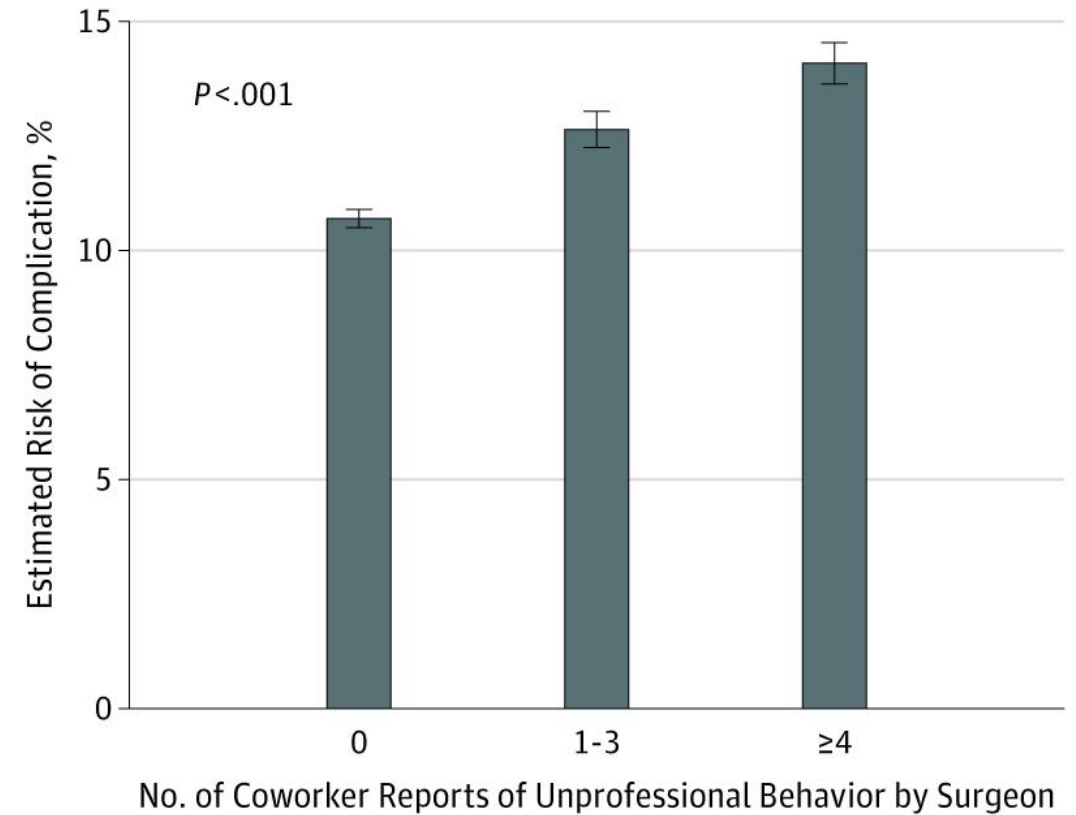 15
P<.001
10
5
0
Estimated Risk of Complication, %
0
1-3
≥4
No. of Coworker Reports of Unprofessional Behavior by Surgeon